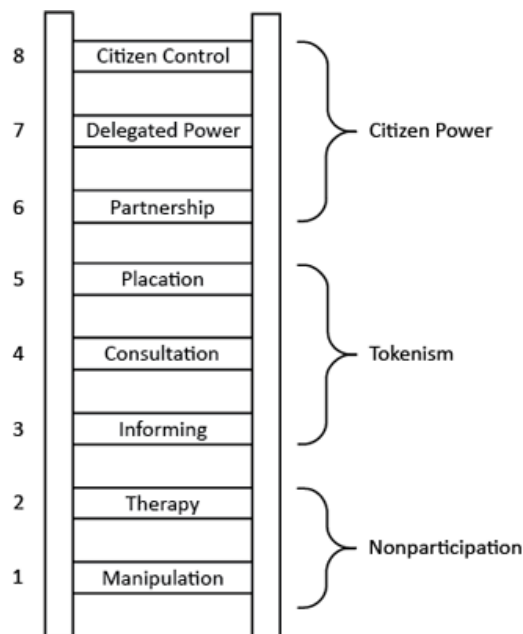 8 Citizen Control
7 Delegated Power Citizen Power
6 Partnership
5 Placation
4 Consultation Tokenism
3 Informing
2 Therapy
Nonparticipation
1 Manipulation